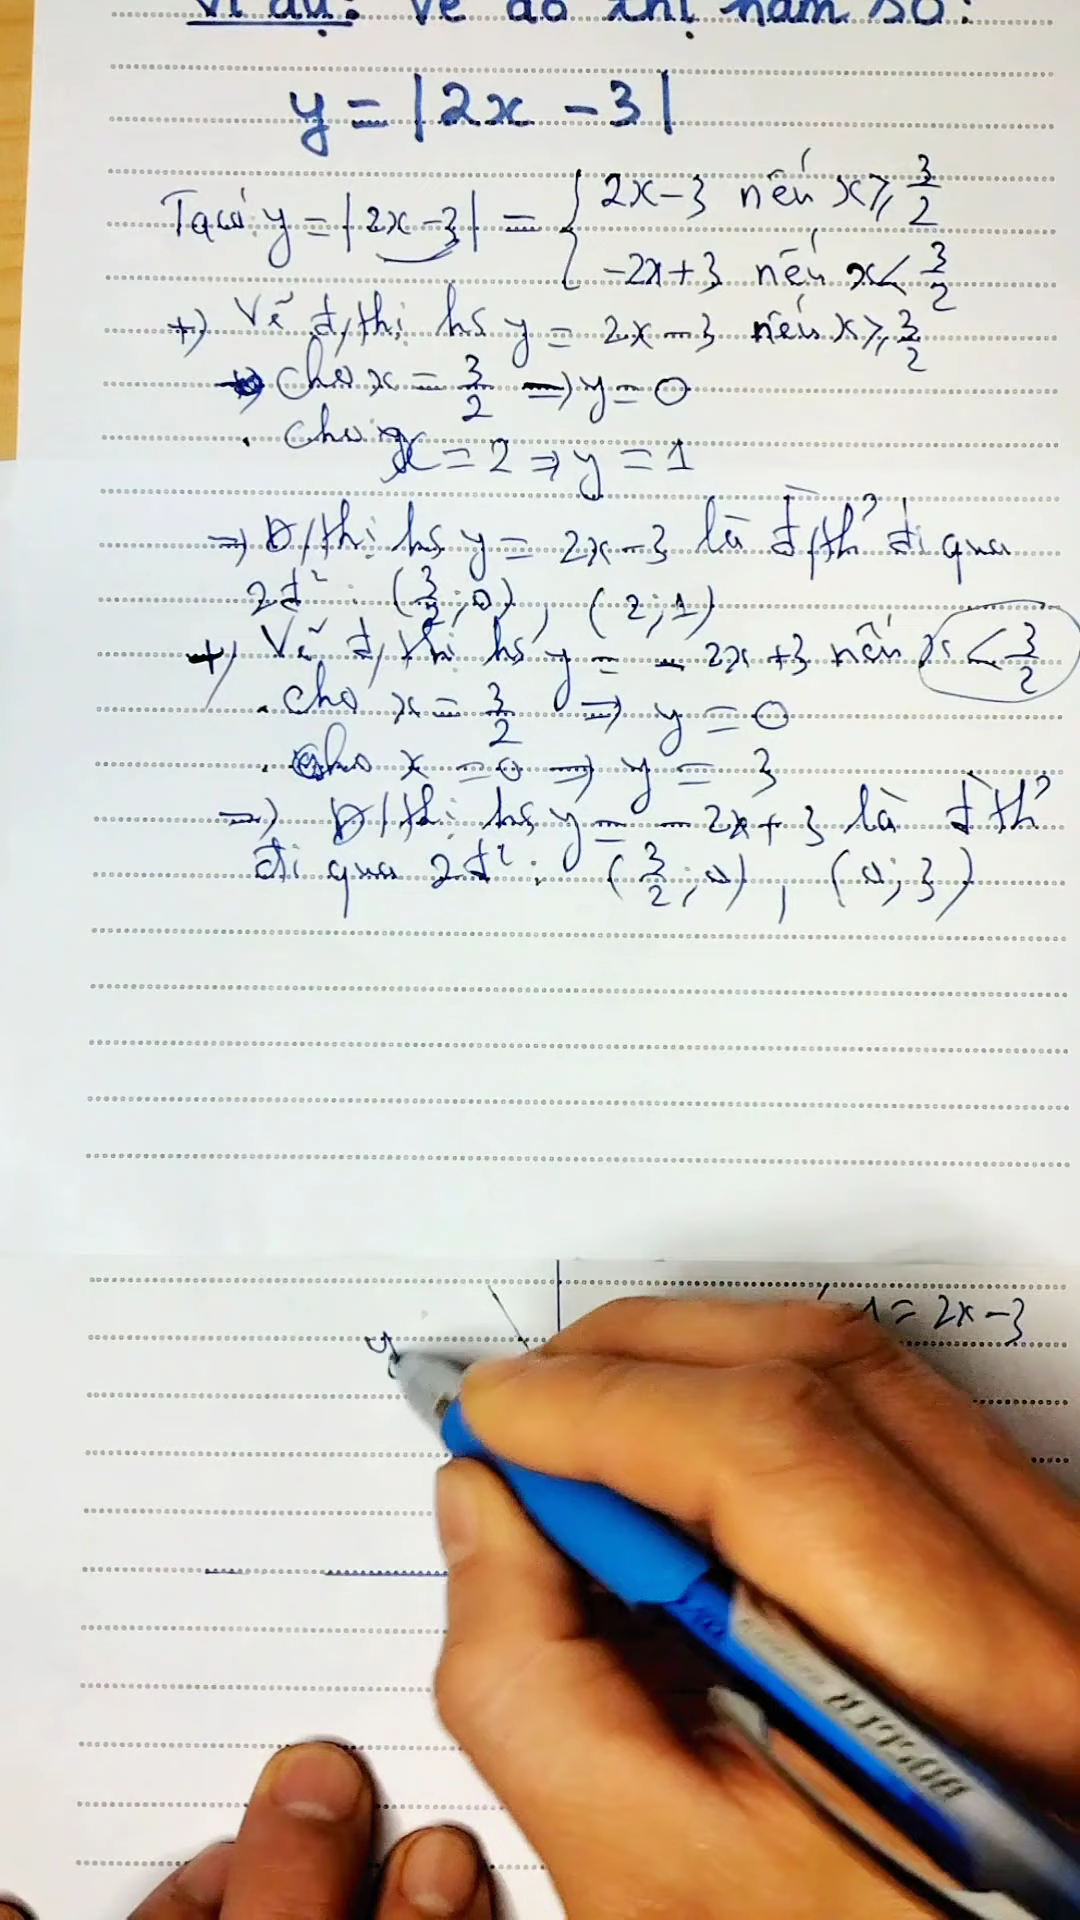 Ví dụ: Vẽ đồ thị hàm số:
y = |2x - 3|
Ta có: y = |2x-3| = { 2x-3 nếu x ≥ 3/2
-2x+3 nếu x < 3/2
+) Vẽ đ/thị hs y = 2x-3 nếu x ≥ 3/2
cho x = 3/2 => y = 0
. cho x = 2 => y = 1
=> Đ/thị hs y = 2x-3 là đ/thẳ đi qua
2đ² : (3/2; 0), (2; 1)
+) Vẽ đ/thị hs y = -2x+3 nếu x < 3/2
. cho x = 3/2 => y = 0
. cho x = 0 => y = 3
=> Đ/thị hs y = -2x+3 là đ th²
đi qua 2đ² : (3/2; 0), (0; 3)
= 2x-3
y
BIZNER